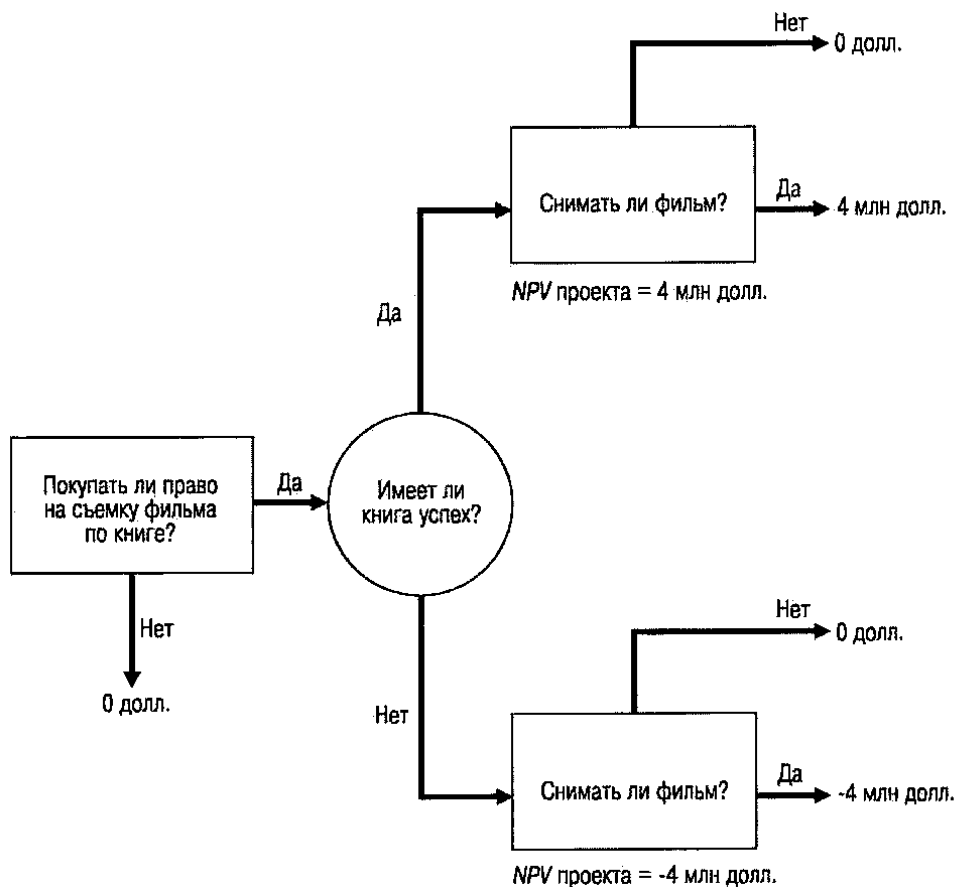 Нет
0 долл.
Снимать ли фильм?
Да
4 млн долл.
NPV проекта = 4 млн долл.
Да
Покупать ли право
на съемку фильма
по книге?
Да
Имеет ли
книга успех?
Нет
0 долл.
Нет
Нет
0 долл.
Снимать ли фильм?
Да
-4 млн долл.
NPV проекта = -4 млн долл.